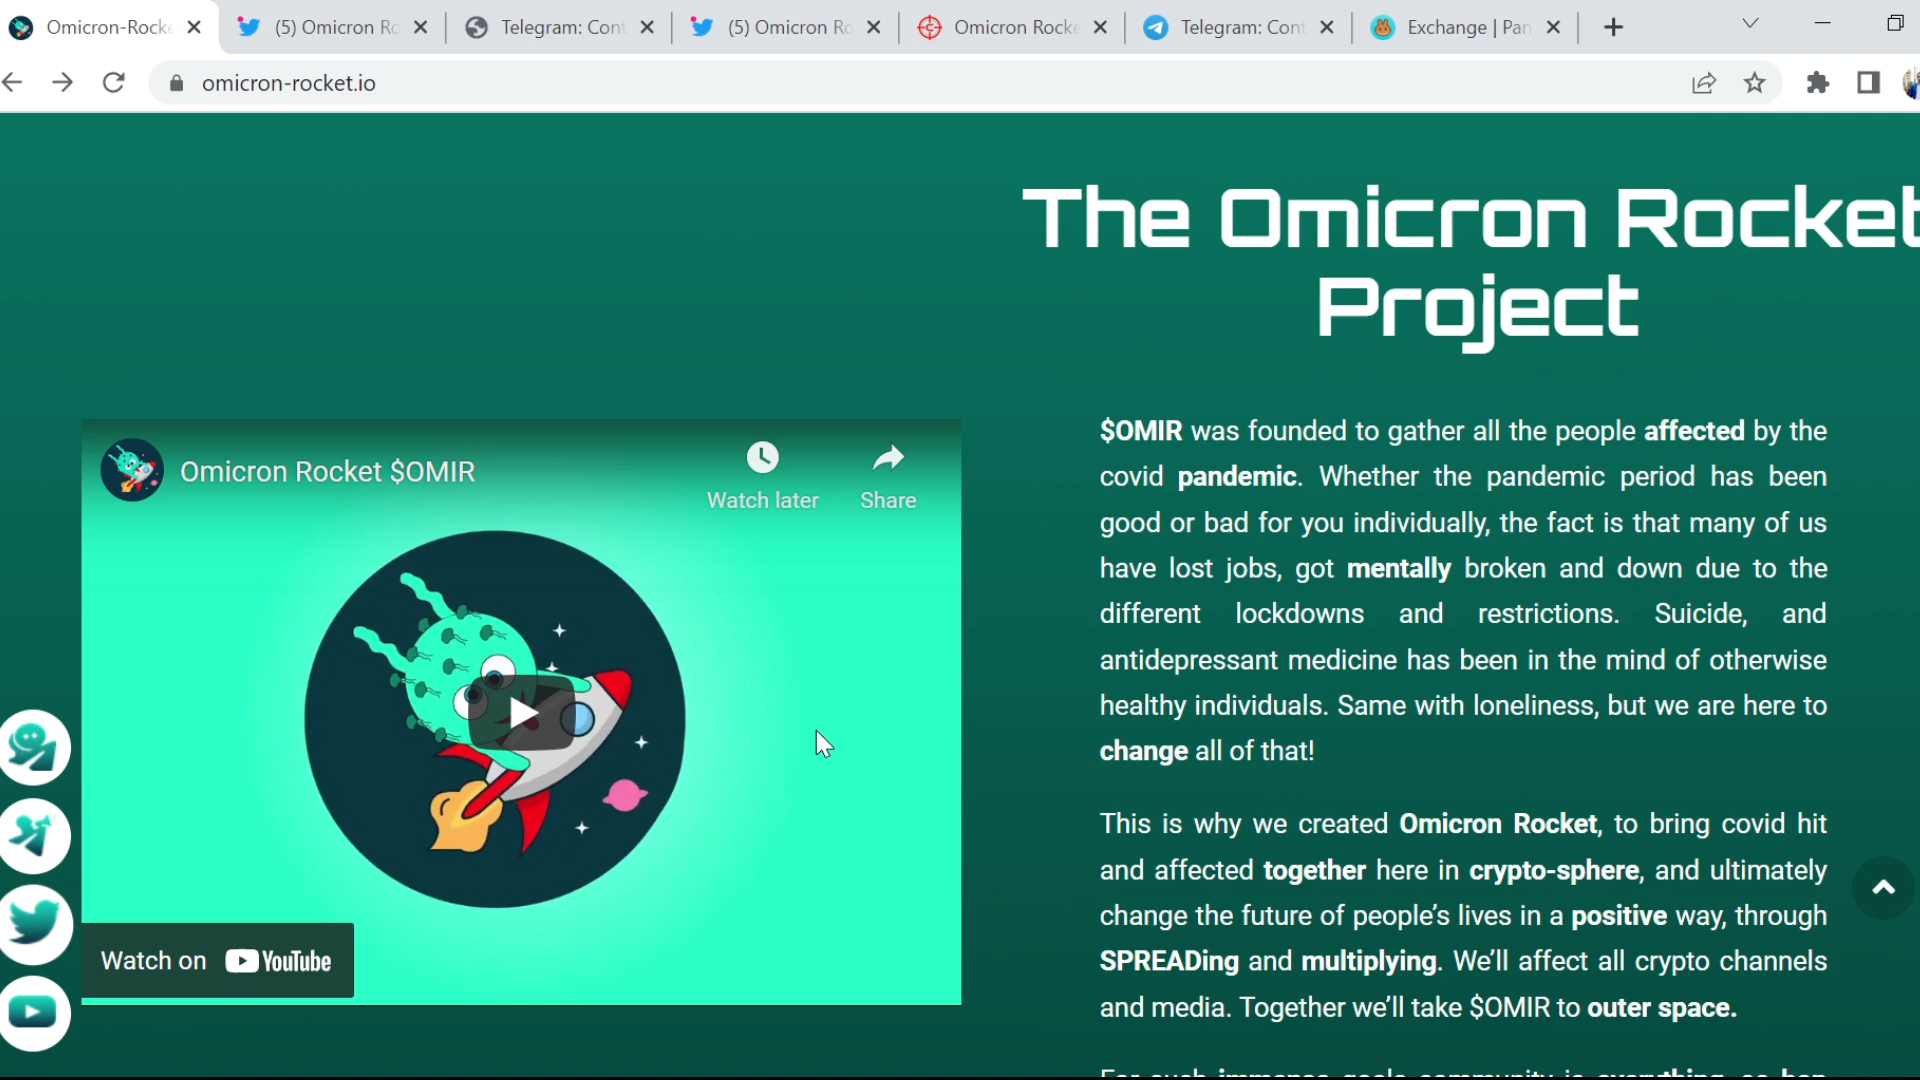 Omicron-Rocke
(5) Omicron Ro
Telegram: Cont
(5) Omicron Ro
Omicron Rocke
Telegram: Cont
Exchange | Pan
omicron-rocket.io
The Omicron Rocket
Project
Omicron Rocket $OMIR
Watch later
Share
Watch on YouTube
$OMIR was founded to gather all the people affected by the
covid pandemic. Whether the pandemic period has been
good or bad for you individually, the fact is that many of us
have lost jobs, got mentally broken and down due to the
different lockdowns and restrictions. Suicide, and
antidepressant medicine has been in the mind of otherwise
healthy individuals. Same with loneliness, but we are here to
change all of that!
This is why we created Omicron Rocket, to bring covid hit
and affected together here in crypto-sphere, and ultimately
change the future of people’s lives in a positive way, through
SPREADing and multiplying. We’ll affect all crypto channels
and media. Together we’ll take $OMIR to outer space.
For such immense goals community is everything, so